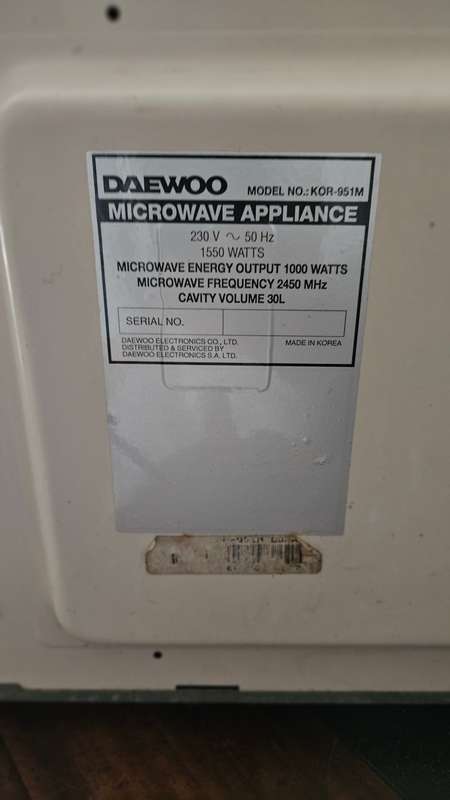 DAEWOO MODEL NO.: KOR-951M
MICROWAVE APPLIANCE
230 V ~ 50 Hz
1550 WATTS
MICROWAVE ENERGY OUTPUT 1000 WATTS
MICROWAVE FREQUENCY 2450 MHz
CAVITY VOLUME 30L
SERIAL NO.
DAEWOO ELECTRONICS CO., LTD. MADE IN KOREA
DISTRIBUTED & SERVICED BY
DAEWOO ELECTRONICS S.A. LTD.